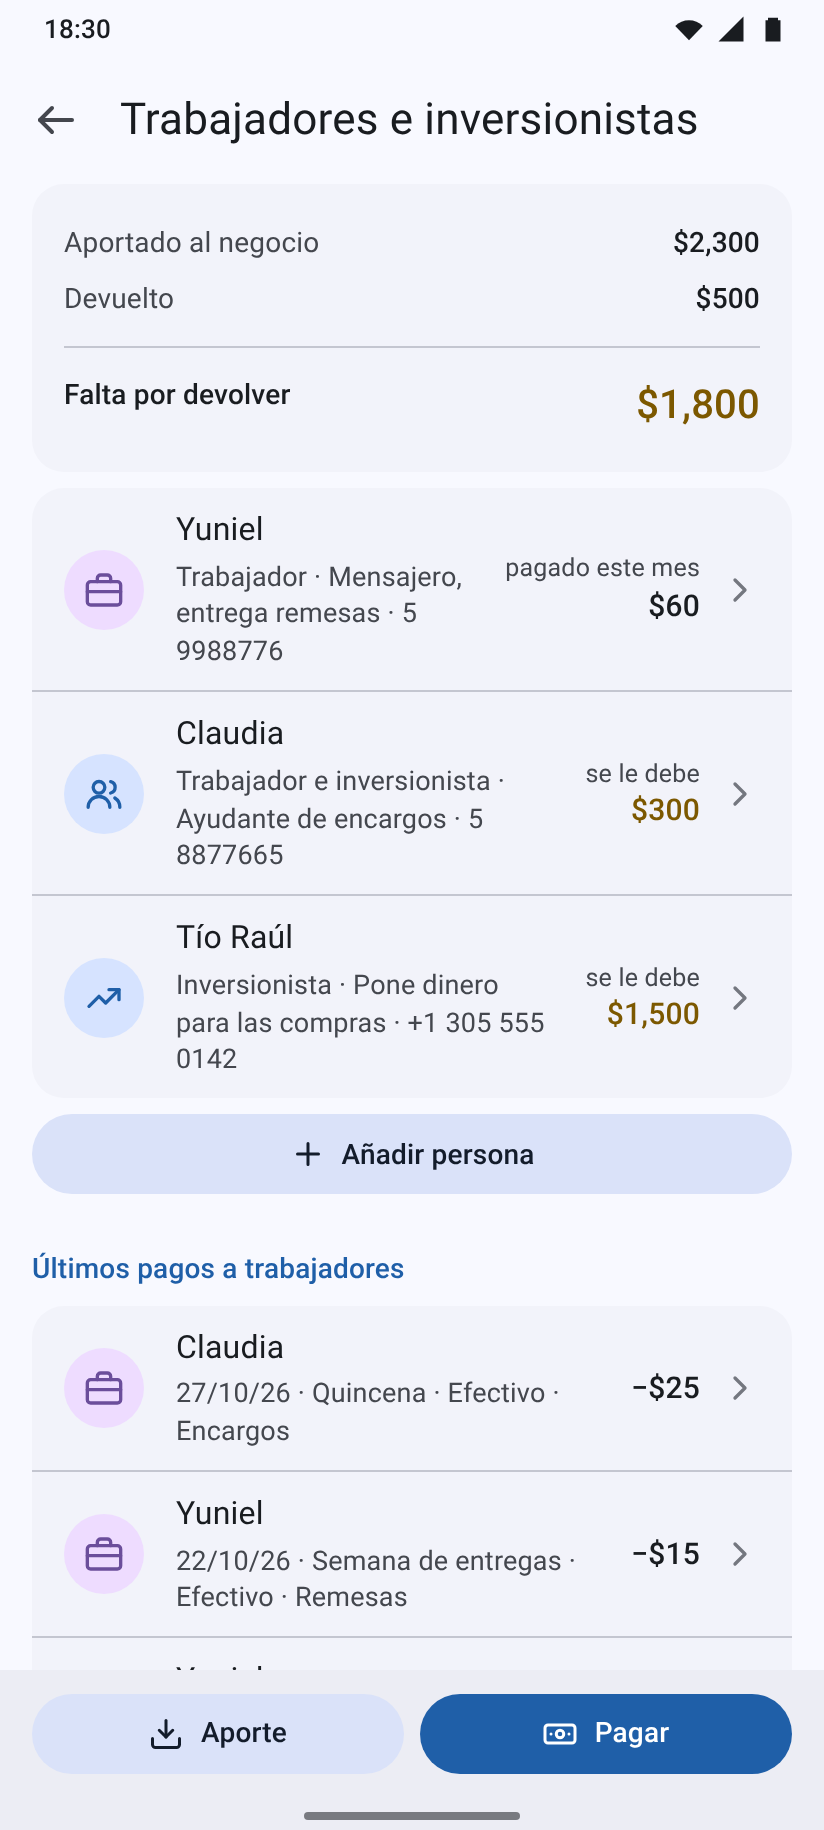 18:30
Trabajadores e inversionistas
Aportado al negocio $2,300
Devuelto $500
Falta por devolver $1,800
Yuniel
Trabajador · Mensajero,
entrega remesas · 5
9988776
pagado este mes
$60
Claudia
Trabajador e inversionista ·
Ayudante de encargos · 5
8877665
se le debe
$300
Tío Raúl
Inversionista · Pone dinero
para las compras · +1 305 555
0142
se le debe
$1,500
Añadir persona
Últimos pagos a trabajadores
Claudia
27/10/26 · Quincena · Efectivo ·
Encargos
−$25
Yuniel
22/10/26 · Semana de entregas ·
Efectivo · Remesas
−$15
Aporte
Pagar